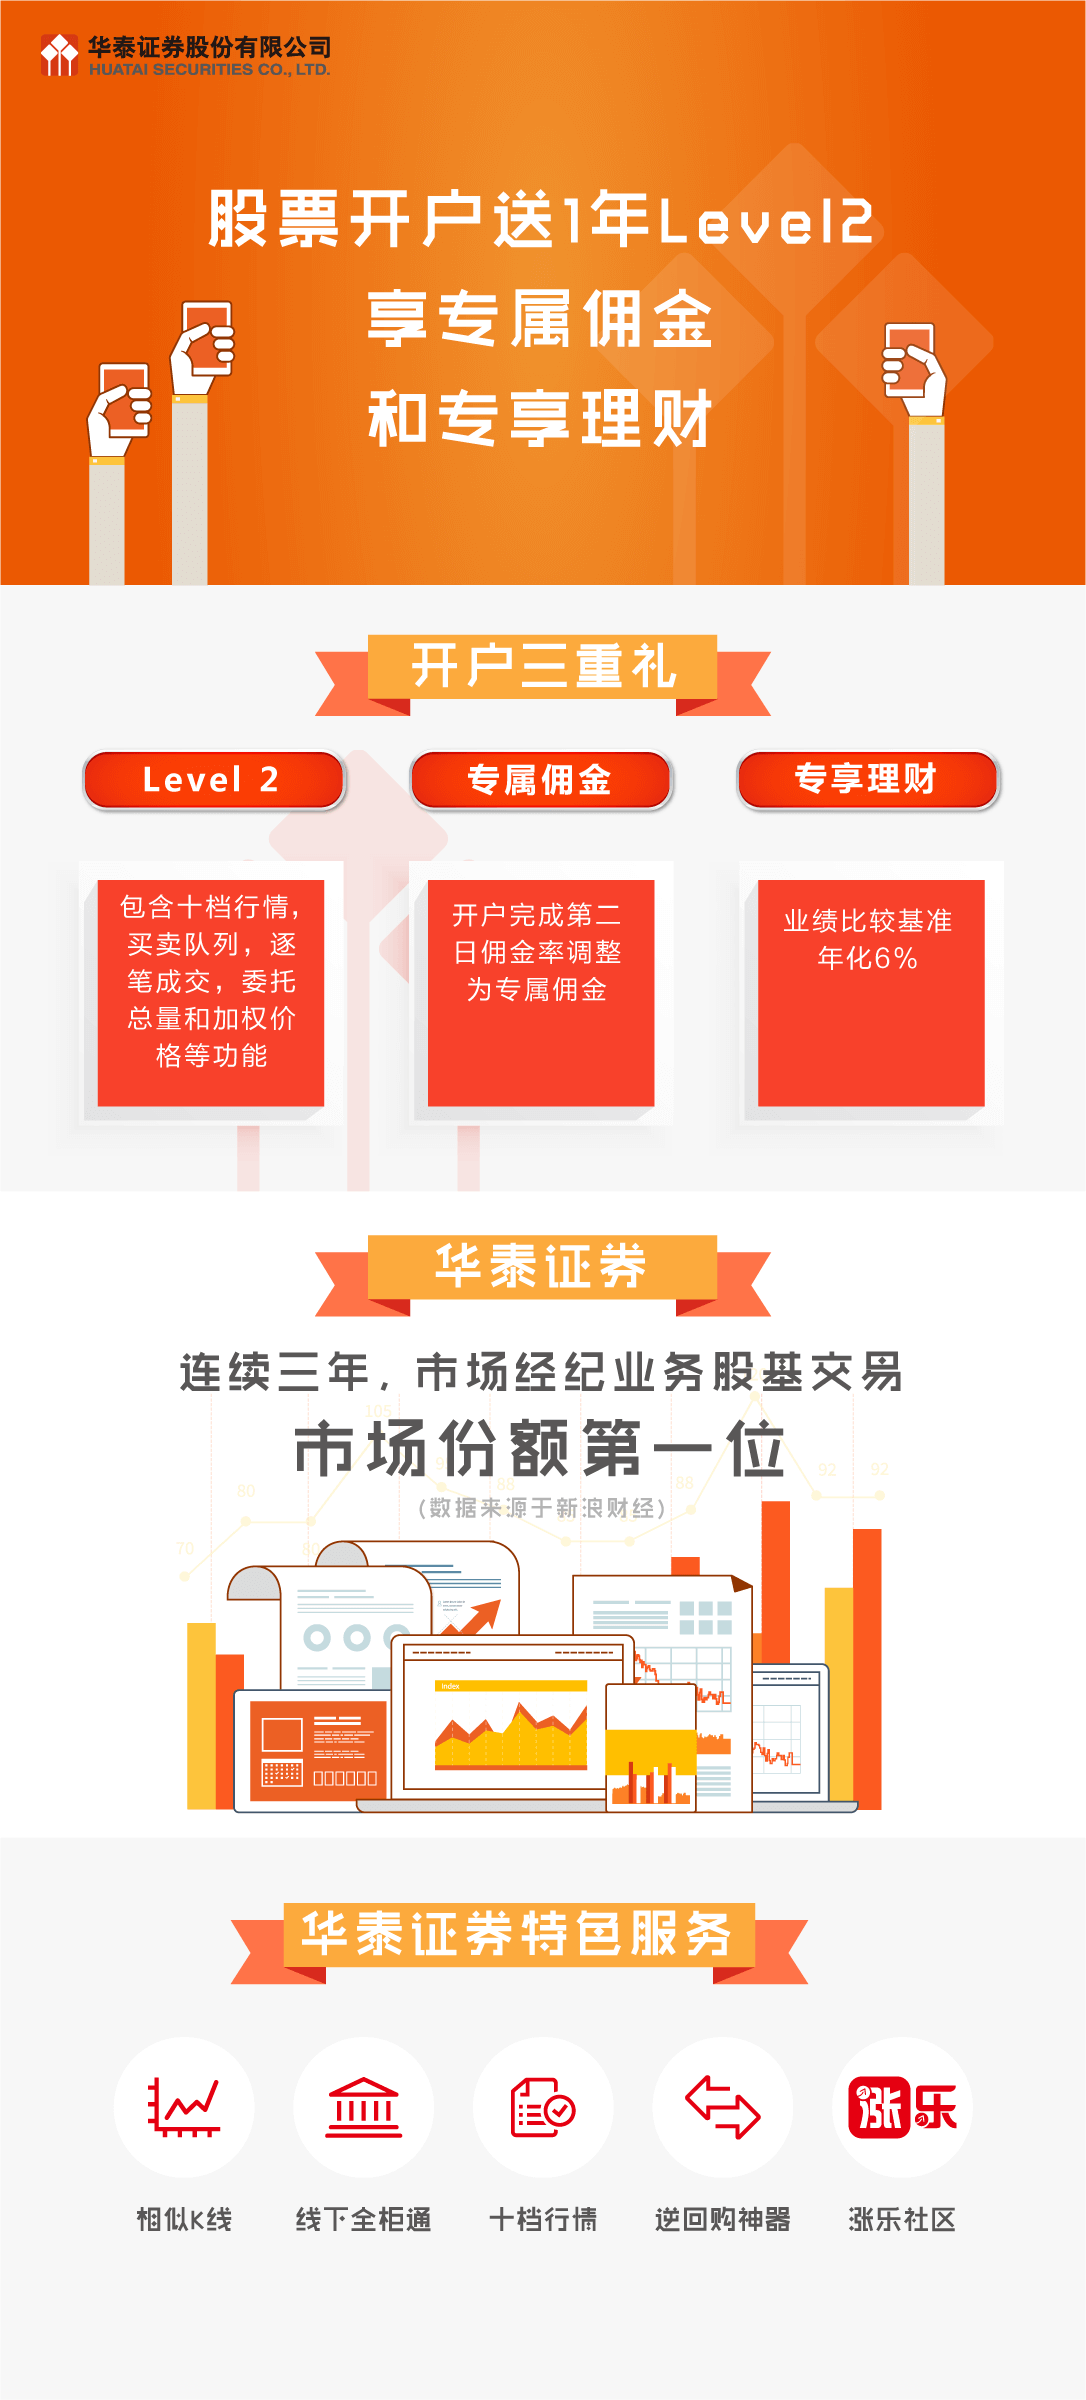 华泰证券股份有限公司
HUATAI SECURITIES CO., LTD.
股票开户送1年Level2
享专属佣金
和专享理财
开户三重礼
Level 2
专属佣金
专享理财
包含十档行情,
买卖队列，逐
笔成交，委托
总量和加权价
格等功能
开户完成第二
日佣金率调整
为专属佣金
业绩比较基准
年化6%
华泰证券
连续三年，市场经纪业务股基交易
市场份额第一位
(数据来源于新浪财经)
70
80
80
105
88
88
92
92
Index
华泰证券特色服务
涨乐
相似K线
线下全柜通
十档行情
逆回购神器
涨乐社区